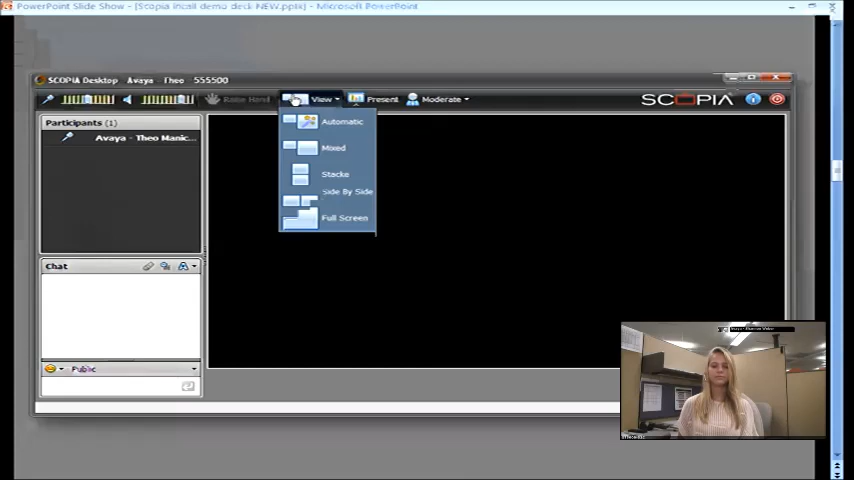 PowerPoint Slide Show - [Scopia incall demo deck NEW.pptx] - Microsoft PowerPoint
SCOPIA Desktop Avaya - Theo 555500
Raise Hand View Present Moderate SCOPIA
Participants (1)
Avaya - Theo Manic...
Automatic
Mixed
Stacke
Side By Side
Full Screen
Chat
Public